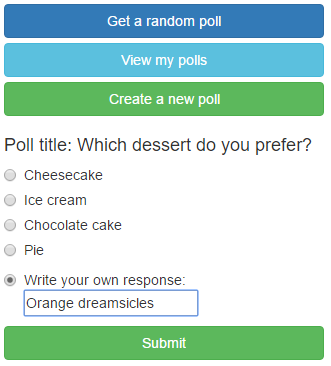 Get a random poll
View my polls
Create a new poll
Poll title: Which dessert do you prefer?
Cheesecake
Ice cream
Chocolate cake
Pie
Write your own response:
Orange dreamsicles
Submit